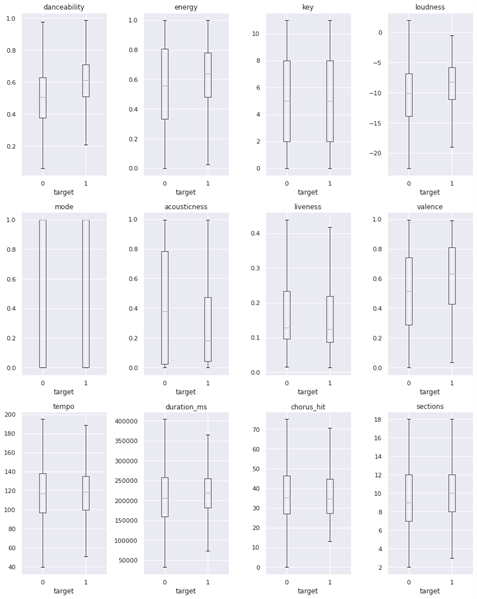 danceability energy key loudness
1.0 1.0 10 0
0.8 0.8 8 −5
0.6 0.6 6 −10
0.4 0.4 4 −15
0.2 0.2 2 −20
0.0 0
0 1 0 1 0 1 0 1
target target target target
mode acousticness liveness valence
1.0 1.0 0.4 1.0
0.8 0.8 0.3 0.8
0.6 0.6 0.2 0.6
0.4 0.4 0.1 0.4
0.2 0.2 0.0 0.2
0.0 0.0 0.0
0 1 0 1 0 1 0 1
target target target target
tempo duration_ms chorus_hit sections
200 400000 70 18
180 350000 60 16
160 300000 50 14
140 250000 40 12
120 200000 30 10
100 150000 20 8
80 100000 10 6
60 50000 0 4
40 2
0 1 0 1 0 1 0 1
target target target target